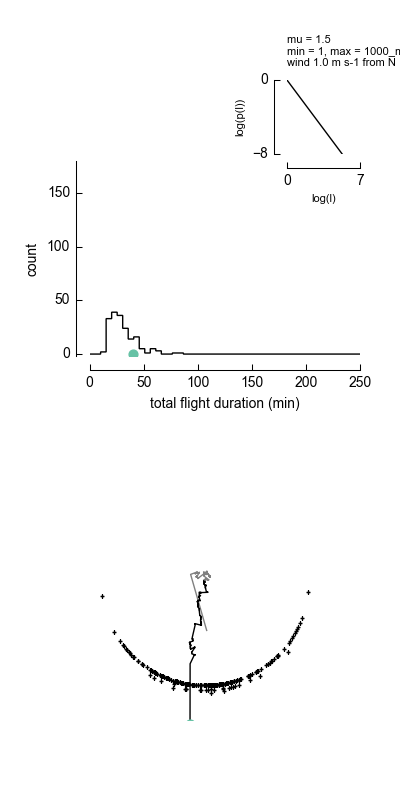 mu = 1.5
min = 1, max = 1000_m
wind 1.0 m s-1 from N
0
log(p(l))
−8
0
7
log(l)
150
100
50
0
count
0
50
100
150
200
250
total flight duration (min)